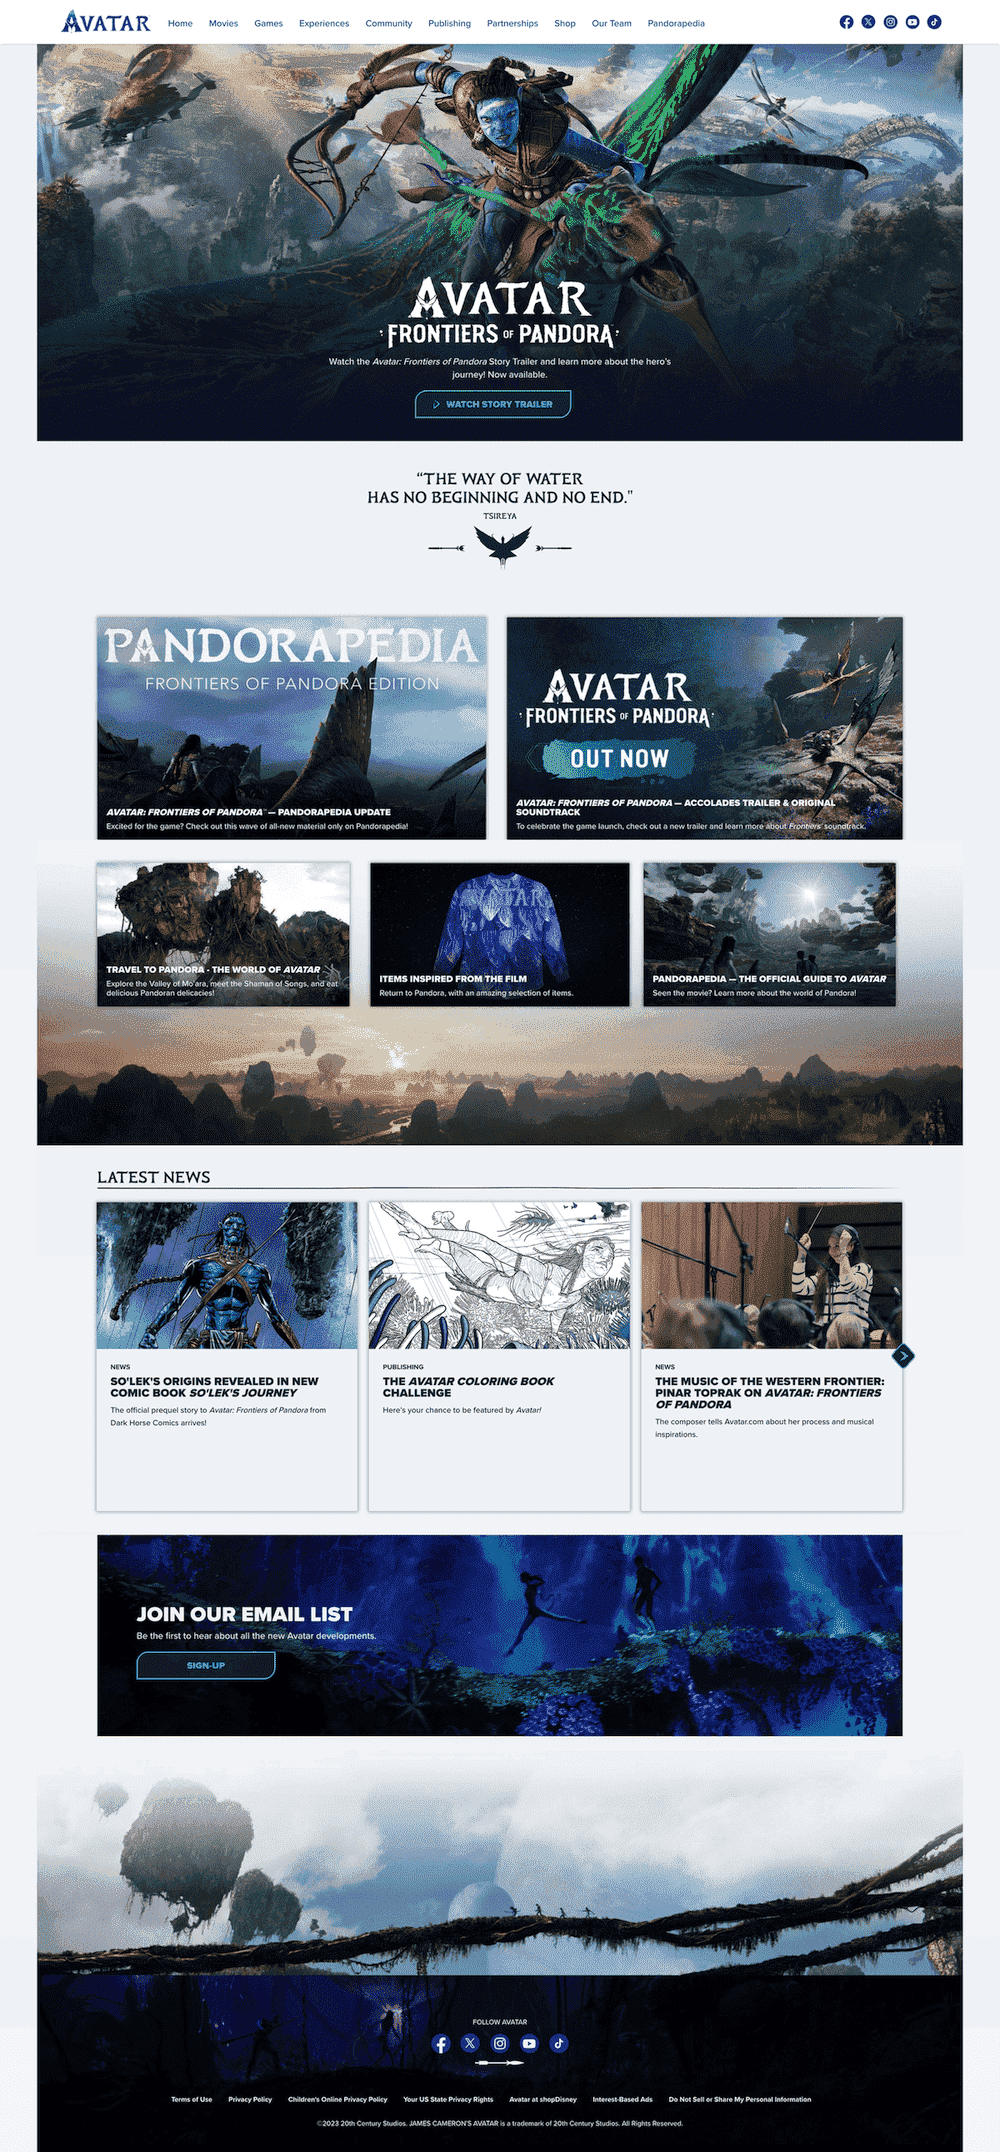 AVATAR
Home Movies Games Experiences Community Publishing Partnerships Shop Our Team Pandorapedia
AVATAR
FRONTIERS OF PANDORA
Watch the Avatar: Frontiers of Pandora Story Trailer and learn more about the hero's
journey! Now available.
WATCH STORY TRAILER
“THE WAY OF WATER
HAS NO BEGINNING AND NO END."
TSIREYA
PANDORAPEDIA
FRONTIERS OF PANDORA EDITION
AVATAR: FRONTIERS OF PANDORA — PANDORAPEDIA UPDATE
Excited for the game? Check out this wave of all-new material only on Pandorapedia!
AVATAR
FRONTIERS OF PANDORA
OUT NOW
AVATAR: FRONTIERS OF PANDORA — ACCOLADES TRAILER & ORIGINAL
SOUNDTRACK
To celebrate the game launch, check out a new trailer and learn more about Frontiers' soundtrack.
TRAVEL TO PANDORA - THE WORLD OF AVATAR
Explore the Valley of Mo'ara, meet the Shaman of Songs, and eat
delicious Pandoran delicacies!
AVATAR
ITEMS INSPIRED FROM THE FILM
Return to Pandora, with an amazing selection of items.
PANDORAPEDIA — THE OFFICIAL GUIDE TO AVATAR
Seen the movie? Learn more about the world of Pandora!
LATEST NEWS
NEWS
SO'LEK'S ORIGINS REVEALED IN NEW
COMIC BOOK SO'LEK'S JOURNEY
The official prequel story to Avatar: Frontiers of Pandora from
Dark Horse Comics arrives!
PUBLISHING
THE AVATAR COLORING BOOK
CHALLENGE
Here's your chance to be featured by Avatar!
NEWS
THE MUSIC OF THE WESTERN FRONTIER:
PINAR TOPRAK ON AVATAR: FRONTIERS
OF PANDORA
The composer tells Avatar.com about her process and musical
inspirations.
JOIN OUR EMAIL LIST
Be the first to hear about all the new Avatar developments.
SIGN-UP
FOLLOW AVATAR
Terms of Use Privacy Policy Children's Online Privacy Policy Your US State Privacy Rights Avatar at shopDisney Interest-Based Ads Do Not Sell or Share My Personal Information
©2023 20th Century Studios. JAMES CAMERON'S AVATAR is a trademark of 20th Century Studios. All Rights Reserved.